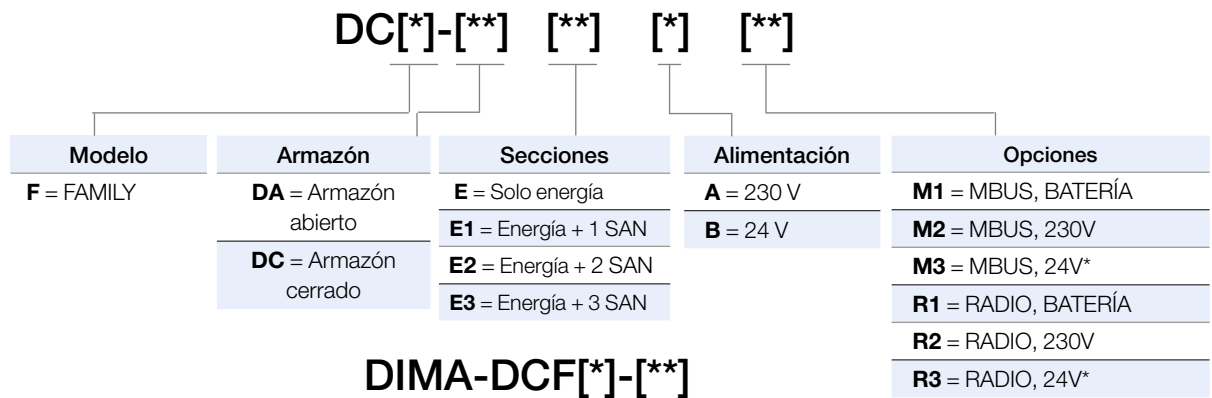 DC[*]-[**] [**] [*] [**]
Modelo
F = FAMILY
Armazón
DA = Armazón
abierto
DC = Armazón
cerrado
Secciones
E = Solo energía
E1 = Energía + 1 SAN
E2 = Energía + 2 SAN
E3 = Energía + 3 SAN
Alimentación
A = 230 V
B = 24 V
Opciones
M1 = MBUS, BATERÍA
M2 = MBUS, 230V
M3 = MBUS, 24V*
R1 = RADIO, BATERÍA
R2 = RADIO, 230V
R3 = RADIO, 24V*
DIMA-DCF[*]-[**]